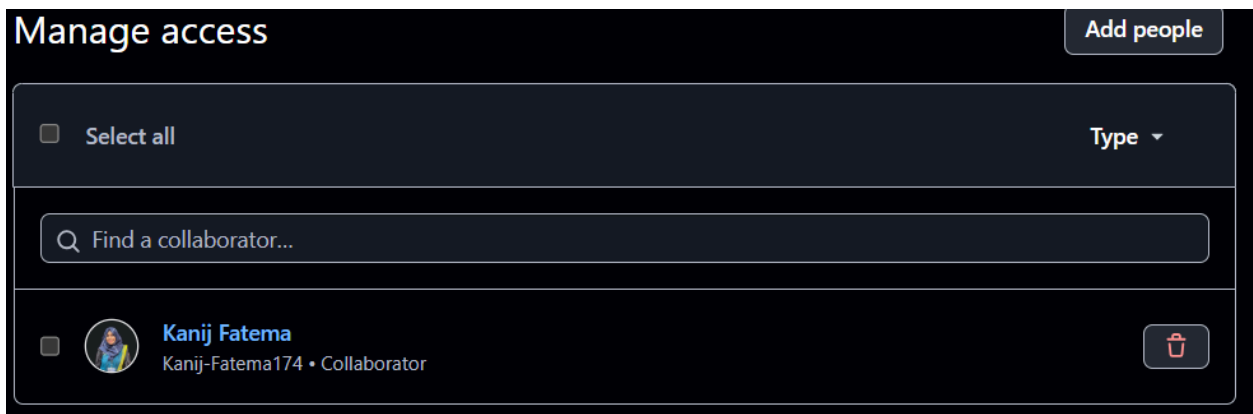 Manage access
Add people
Select all
Type
Find a collaborator...
Kanij Fatema
Kanij-Fatema174 • Collaborator